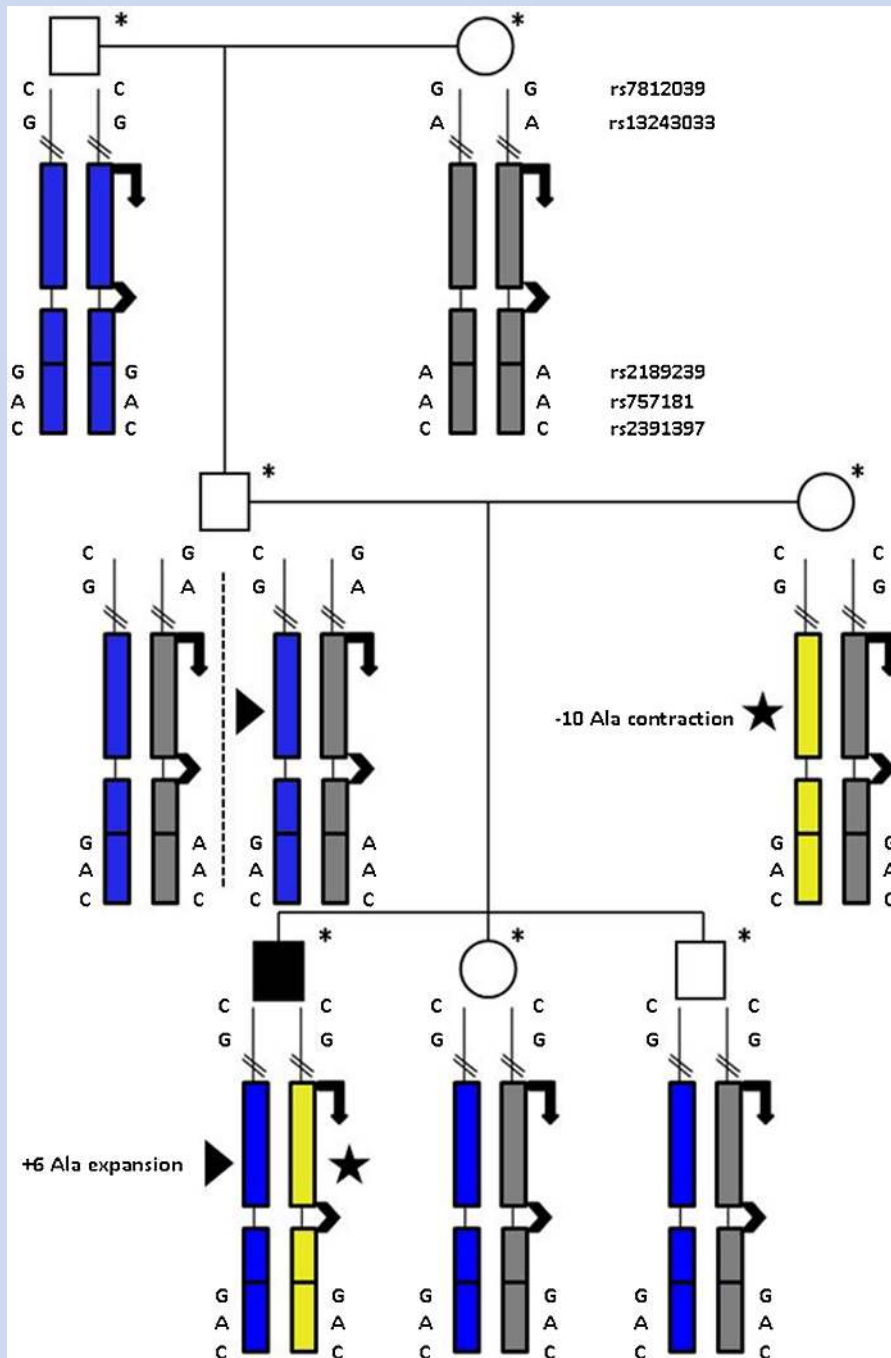 * *
C C G G rs7812039
G G A A rs13243033
G G A A rs2189239
A A A A rs757181
C C C C rs2391397
* *
C G C G C C
G A G A G G
-10 Ala contraction
G A G A G G
A A A A A A
C C C C C C
* * *
C C C C C C
G G G G G G
+6 Ala expansion
G G G G G G
A A A A A A
C C C C C C